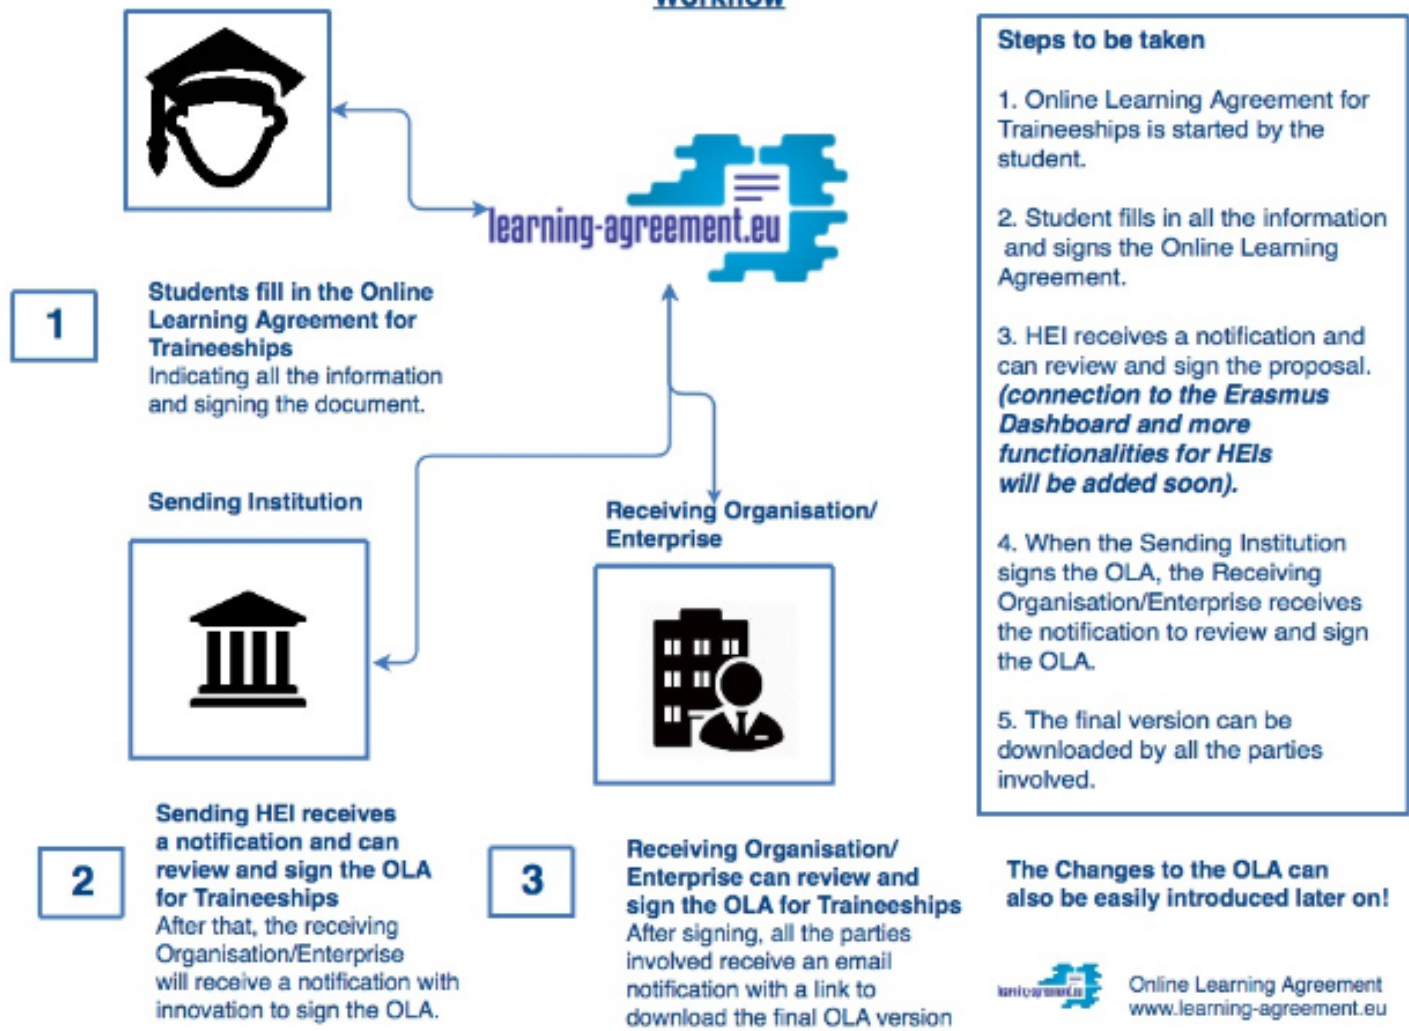 Workflow
learning-agreement.eu
1
Students fill in the Online
Learning Agreement for
Traineeships
Indicating all the information
and signing the document.
Sending Institution
Receiving Organisation/
Enterprise
2
Sending HEI receives
a notification and can
review and sign the OLA
for Traineeships
After that, the receiving
Organisation/Enterprise
will receive a notification with
innovation to sign the OLA.
3
Receiving Organisation/
Enterprise can review and
sign the OLA for Traineeships
After signing, all the parties
involved receive an email
notification with a link to
download the final OLA version
Steps to be taken
1. Online Learning Agreement for
Traineeships is started by the
student.
2. Student fills in all the information
and signs the Online Learning
Agreement.
3. HEI receives a notification and
can review and sign the proposal.
(connection to the Erasmus
Dashboard and more
functionalities for HEIs
will be added soon).
4. When the Sending Institution
signs the OLA, the Receiving
Organisation/Enterprise receives
the notification to review and sign
the OLA.
5. The final version can be
downloaded by all the parties
involved.
The Changes to the OLA can
also be easily introduced later on!
learning-agreement.eu
Online Learning Agreement
www.learning-agreement.eu